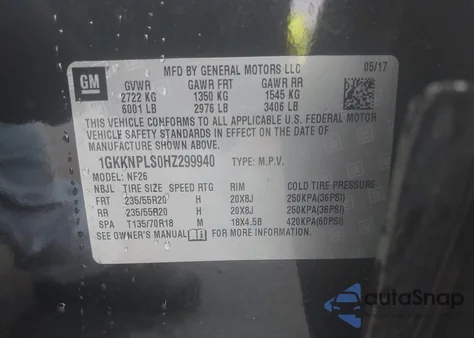 MFD BY GENERAL MOTORS LLC 05/17
GM GVWR GAWR FRT GAWR RR
2722 KG 1350 KG 1545 KG
6001 LB 2976 LB 3406 LB
THIS VEHICLE CONFORMS TO ALL APPLICABLE U.S. FEDERAL MOTOR
VEHICLE SAFETY STANDARDS IN EFFECT ON THE DATE OF
MANUFACTURE SHOWN ABOVE.
1GKKNPLS0HZ299940 TYPE: M.P.V.
MODEL: NF26
NBJL TIRE SIZE SPEED RTG RIM COLD TIRE PRESSURE
FRT 235/55R20 H 20X8J 250KPA(36PSI)
RR 235/55R20 H 20X8J 250KPA(36PSI)
SPA T135/70R18 M 18X4.5B 420KPA(60PSI)
SEE OWNER'S MANUAL FOR MORE INFORMATION.
autoSnap